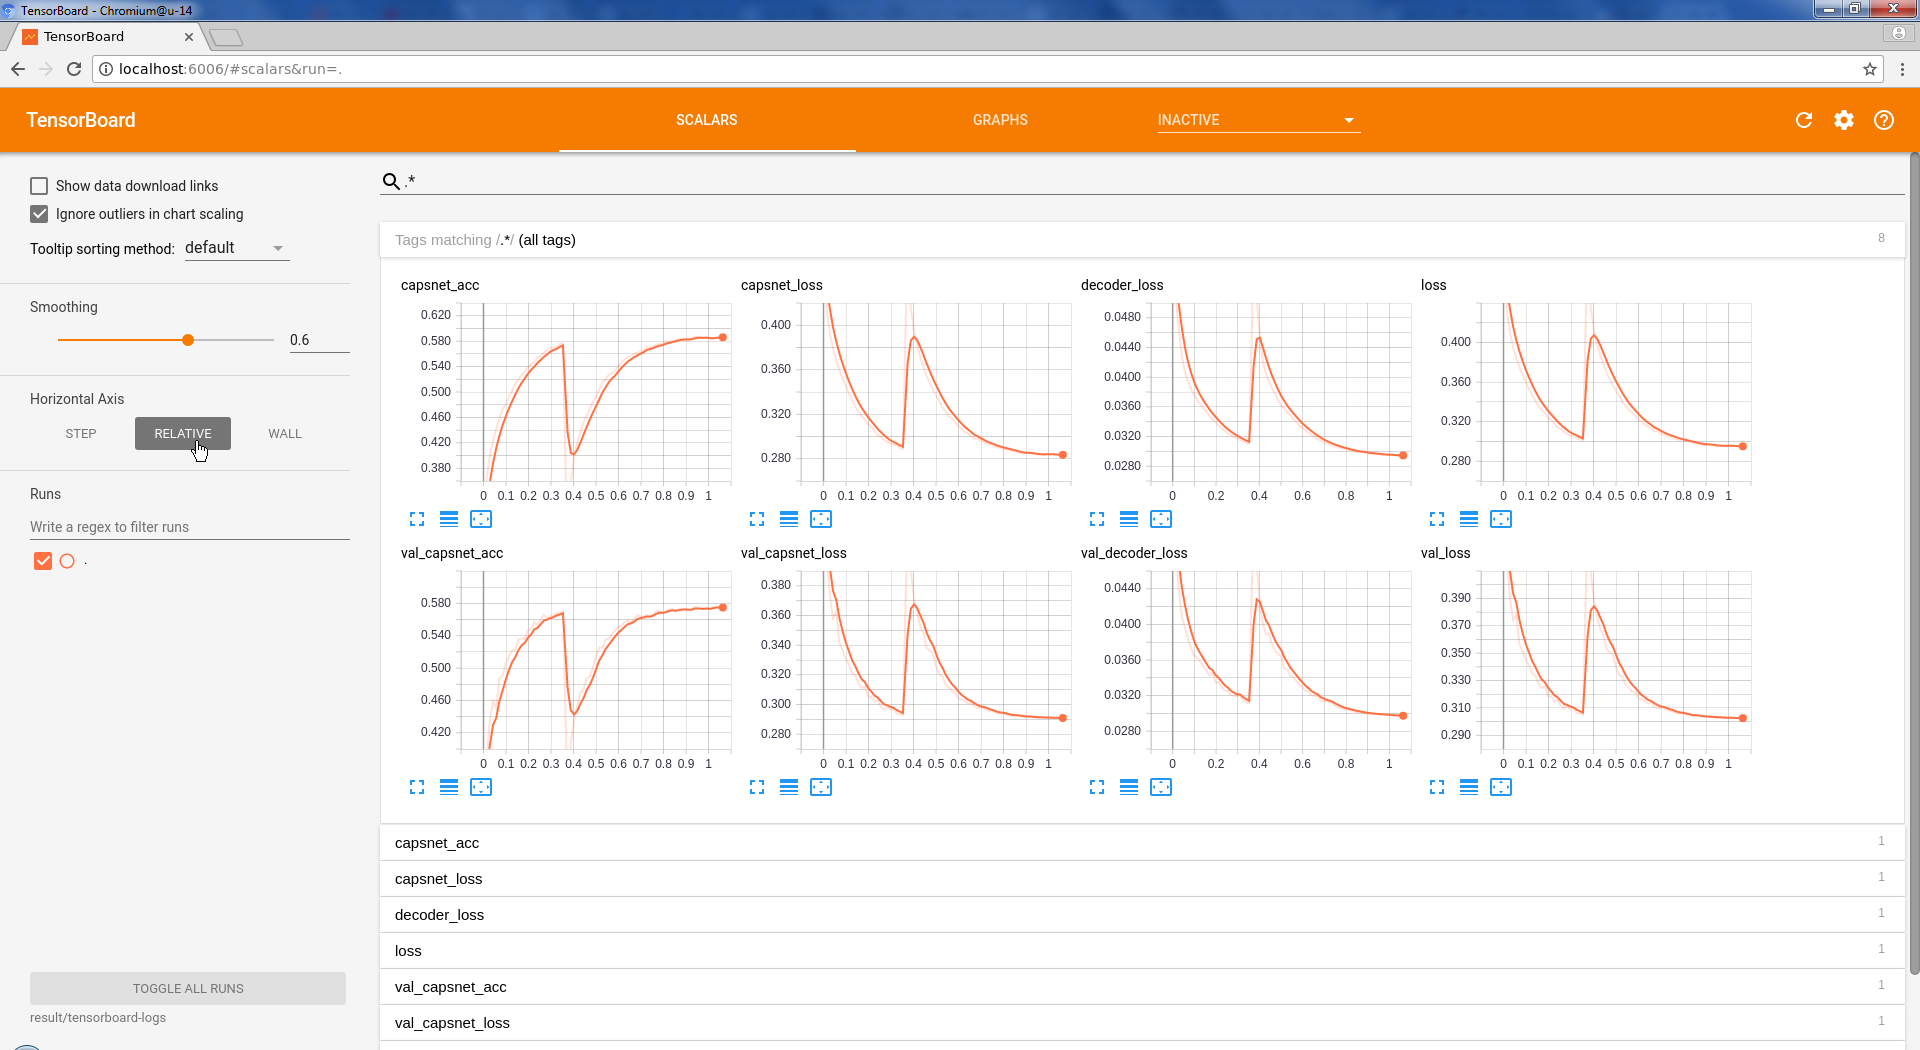 TensorBoard - Chromium@u-14
TensorBoard
localhost:6006/#scalars&run=.
TensorBoard
SCALARS
GRAPHS
INACTIVE
Show data download links
Ignore outliers in chart scaling
Tooltip sorting method: default
Smoothing
0.6
Horizontal Axis
STEP RELATIVE WALL
Runs
Write a regex to filter runs
.
TOGGLE ALL RUNS
result/tensorboard-logs
.*
Tags matching /.*/ (all tags) 8
capsnet_acc
0.620
0.580
0.540
0.500
0.460
0.420
0.380
0 0.1 0.2 0.3 0.4 0.5 0.6 0.7 0.8 0.9 1
capsnet_loss
0.400
0.360
0.320
0.280
0 0.1 0.2 0.3 0.4 0.5 0.6 0.7 0.8 0.9 1
decoder_loss
0.0480
0.0440
0.0400
0.0360
0.0320
0.0280
0 0.2 0.4 0.6 0.8 1
loss
0.400
0.360
0.320
0.280
0 0.1 0.2 0.3 0.4 0.5 0.6 0.7 0.8 0.9 1
val_capsnet_acc
0.580
0.540
0.500
0.460
0.420
0 0.1 0.2 0.3 0.4 0.5 0.6 0.7 0.8 0.9 1
val_capsnet_loss
0.380
0.360
0.340
0.320
0.300
0.280
0 0.1 0.2 0.3 0.4 0.5 0.6 0.7 0.8 0.9 1
val_decoder_loss
0.0440
0.0400
0.0360
0.0320
0.0280
0 0.2 0.4 0.6 0.8 1
val_loss
0.390
0.370
0.350
0.330
0.310
0.290
0 0.1 0.2 0.3 0.4 0.5 0.6 0.7 0.8 0.9 1
capsnet_acc 1
capsnet_loss 1
decoder_loss 1
loss 1
val_capsnet_acc 1
val_capsnet_loss 1